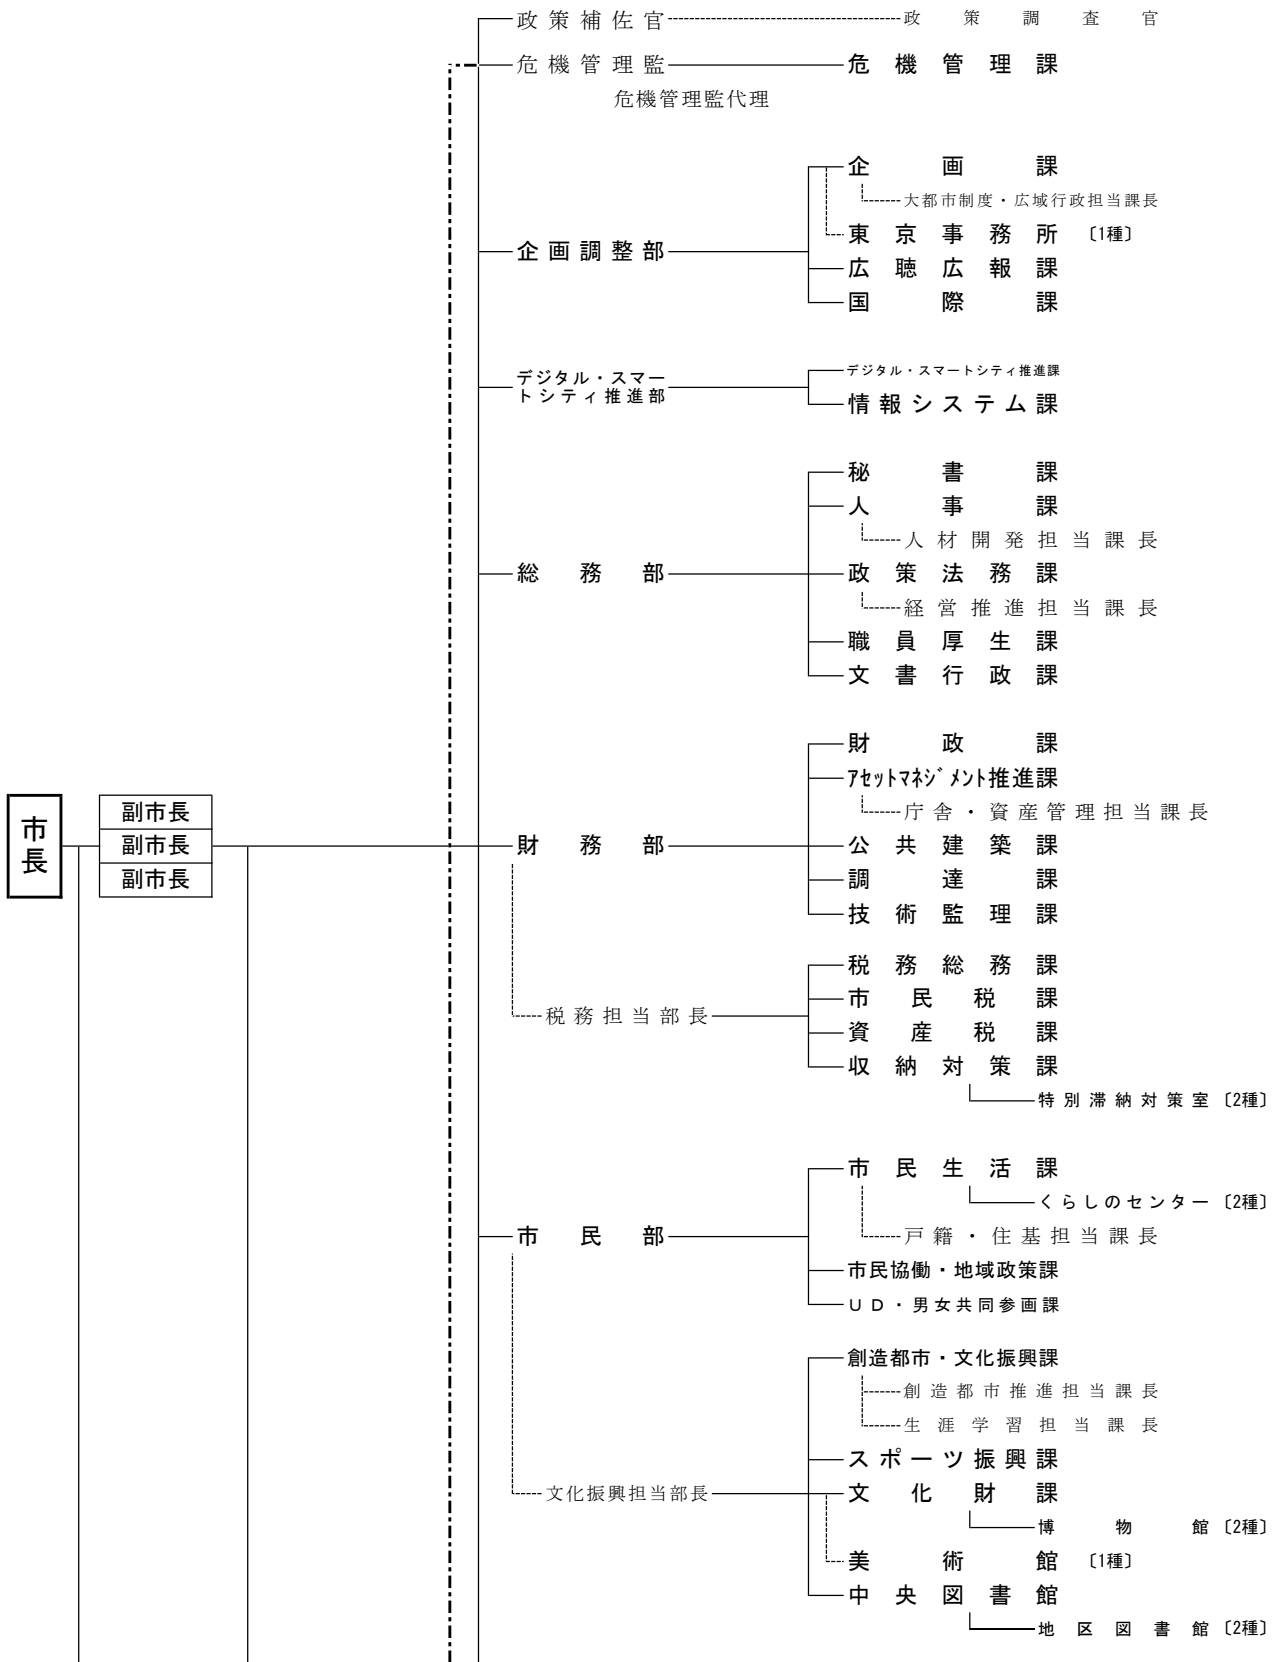 政策補佐官 政策調査官
危機管理監 危機管理課
危機管理監代理
企画課
大都市制度・広域行政担当課長
東京事務所 〔1種〕
企画調整部
広聴広報課
国際課
デジタル・スマートシティ推進課
デジタル・スマー
トシティ推進部
情報システム課
秘書課
人事課
人材開発担当課長
総務部 政策法務課
経営推進担当課長
職員厚生課
文書行政課
財政課
アセットマネジメント推進課
庁舎・資産管理担当課長
市長
副市長
副市長
副市長
財務部 公共建築課
調達課
技術監理課
税務総務課
市民税課
税務担当部長
資産税課
収納対策課
特別滞納対策室 〔2種〕
市民生活課
くらしのセンター 〔2種〕
市民部
戸籍・住基担当課長
市民協働・地域政策課
UD・男女共同参画課
創造都市・文化振興課
創造都市推進担当課長
生涯学習担当課長
スポーツ振興課
文化振興担当部長 文化財課
博物館 〔2種〕
美術館 〔1種〕
中央図書館
地区図書館 〔2種〕